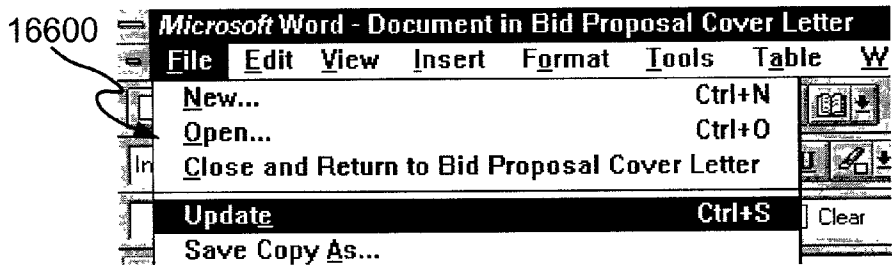 16600
Microsoft Word - Document in Bid Proposal Cover Letter
File Edit View Insert Format Tools Table W
New... Ctrl+N
Open... Ctrl+O
In Close and Return to Bid Proposal Cover Letter U
Update Ctrl+S Clear
Save Copy As...